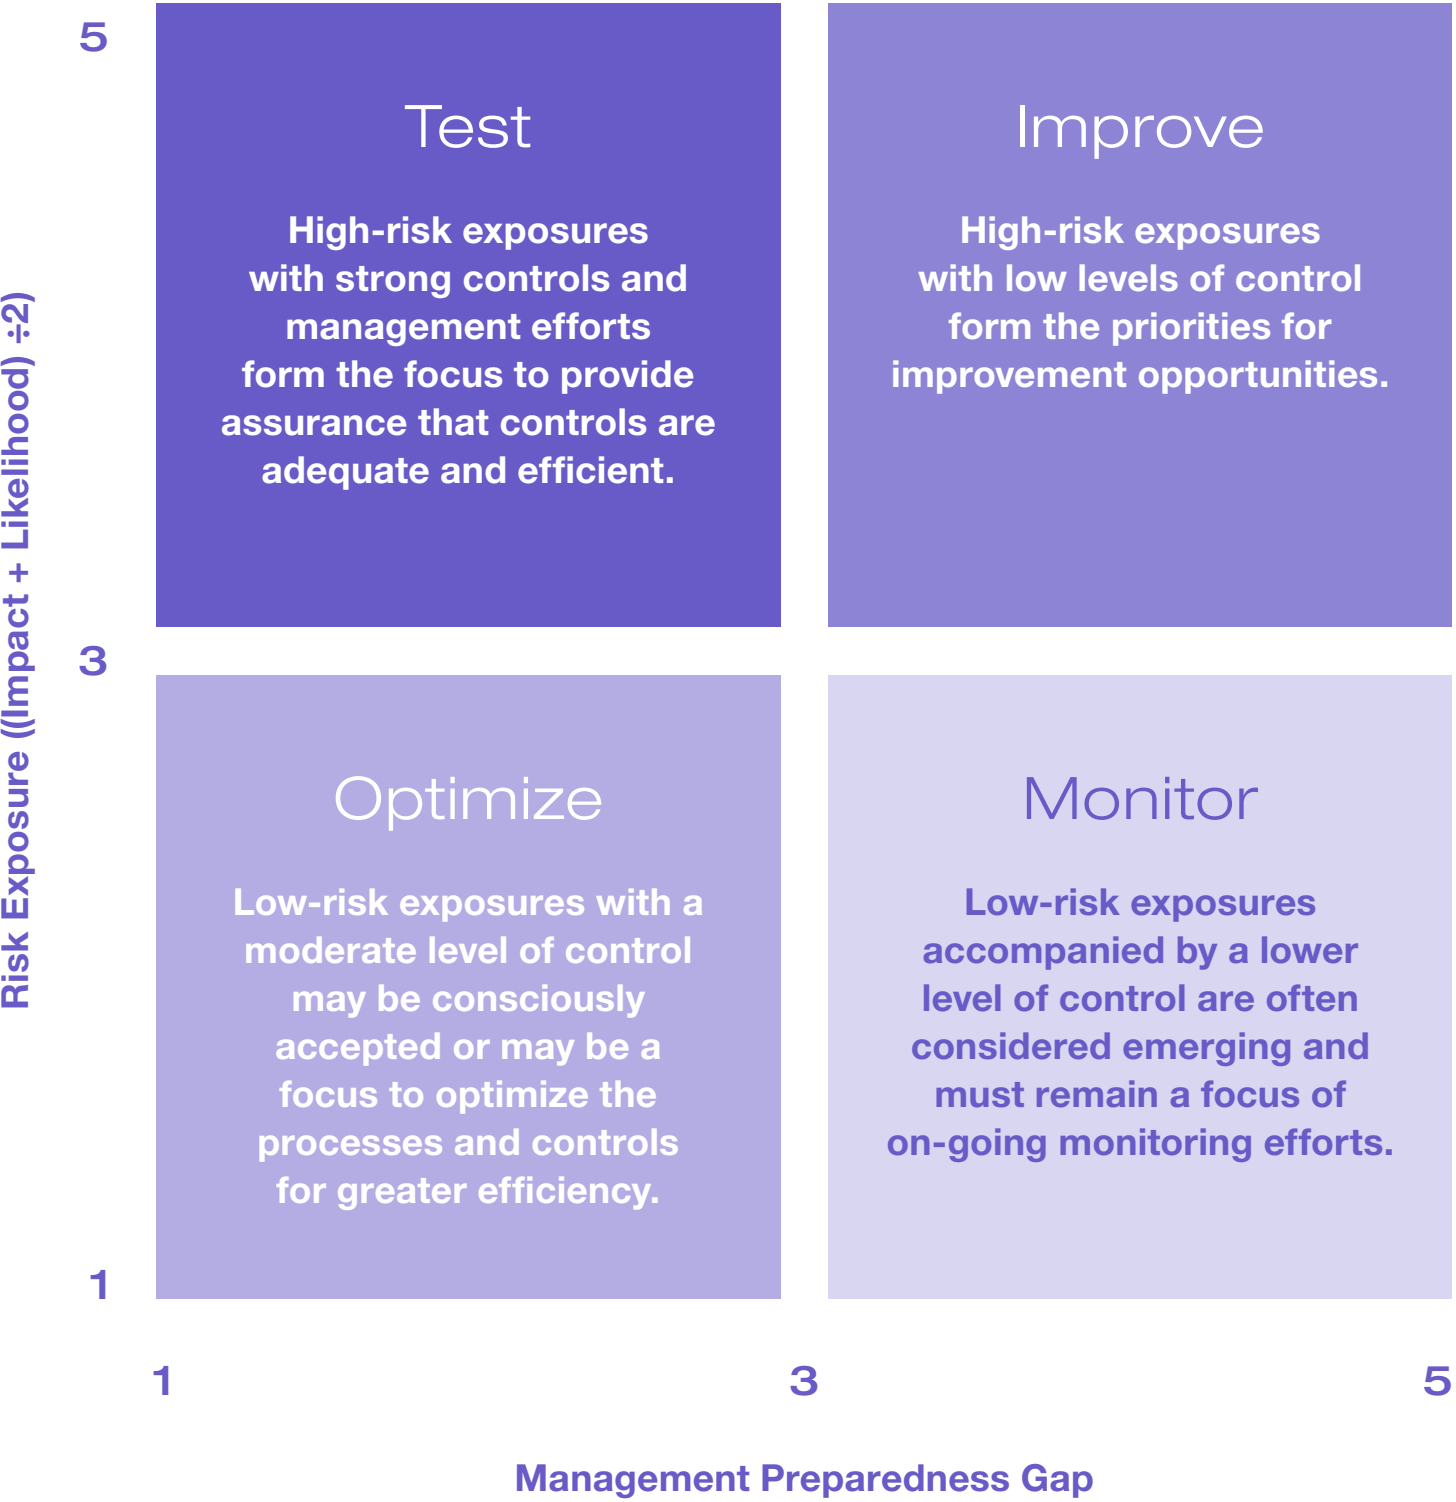 5
Test
High-risk exposures
with strong controls and
management efforts
form the focus to provide
assurance that controls are
adequate and efficient.
Improve
High-risk exposures
with low levels of control
form the priorities for
improvement opportunities.
Risk Exposure ((Impact + Likelihood) ÷2)
3
Optimize
Low-risk exposures with a
moderate level of control
may be consciously
accepted or may be a
focus to optimize the
processes and controls
for greater efficiency.
Monitor
Low-risk exposures
accompanied by a lower
level of control are often
considered emerging and
must remain a focus of
on-going monitoring efforts.
1
1
3
5
Management Preparedness Gap